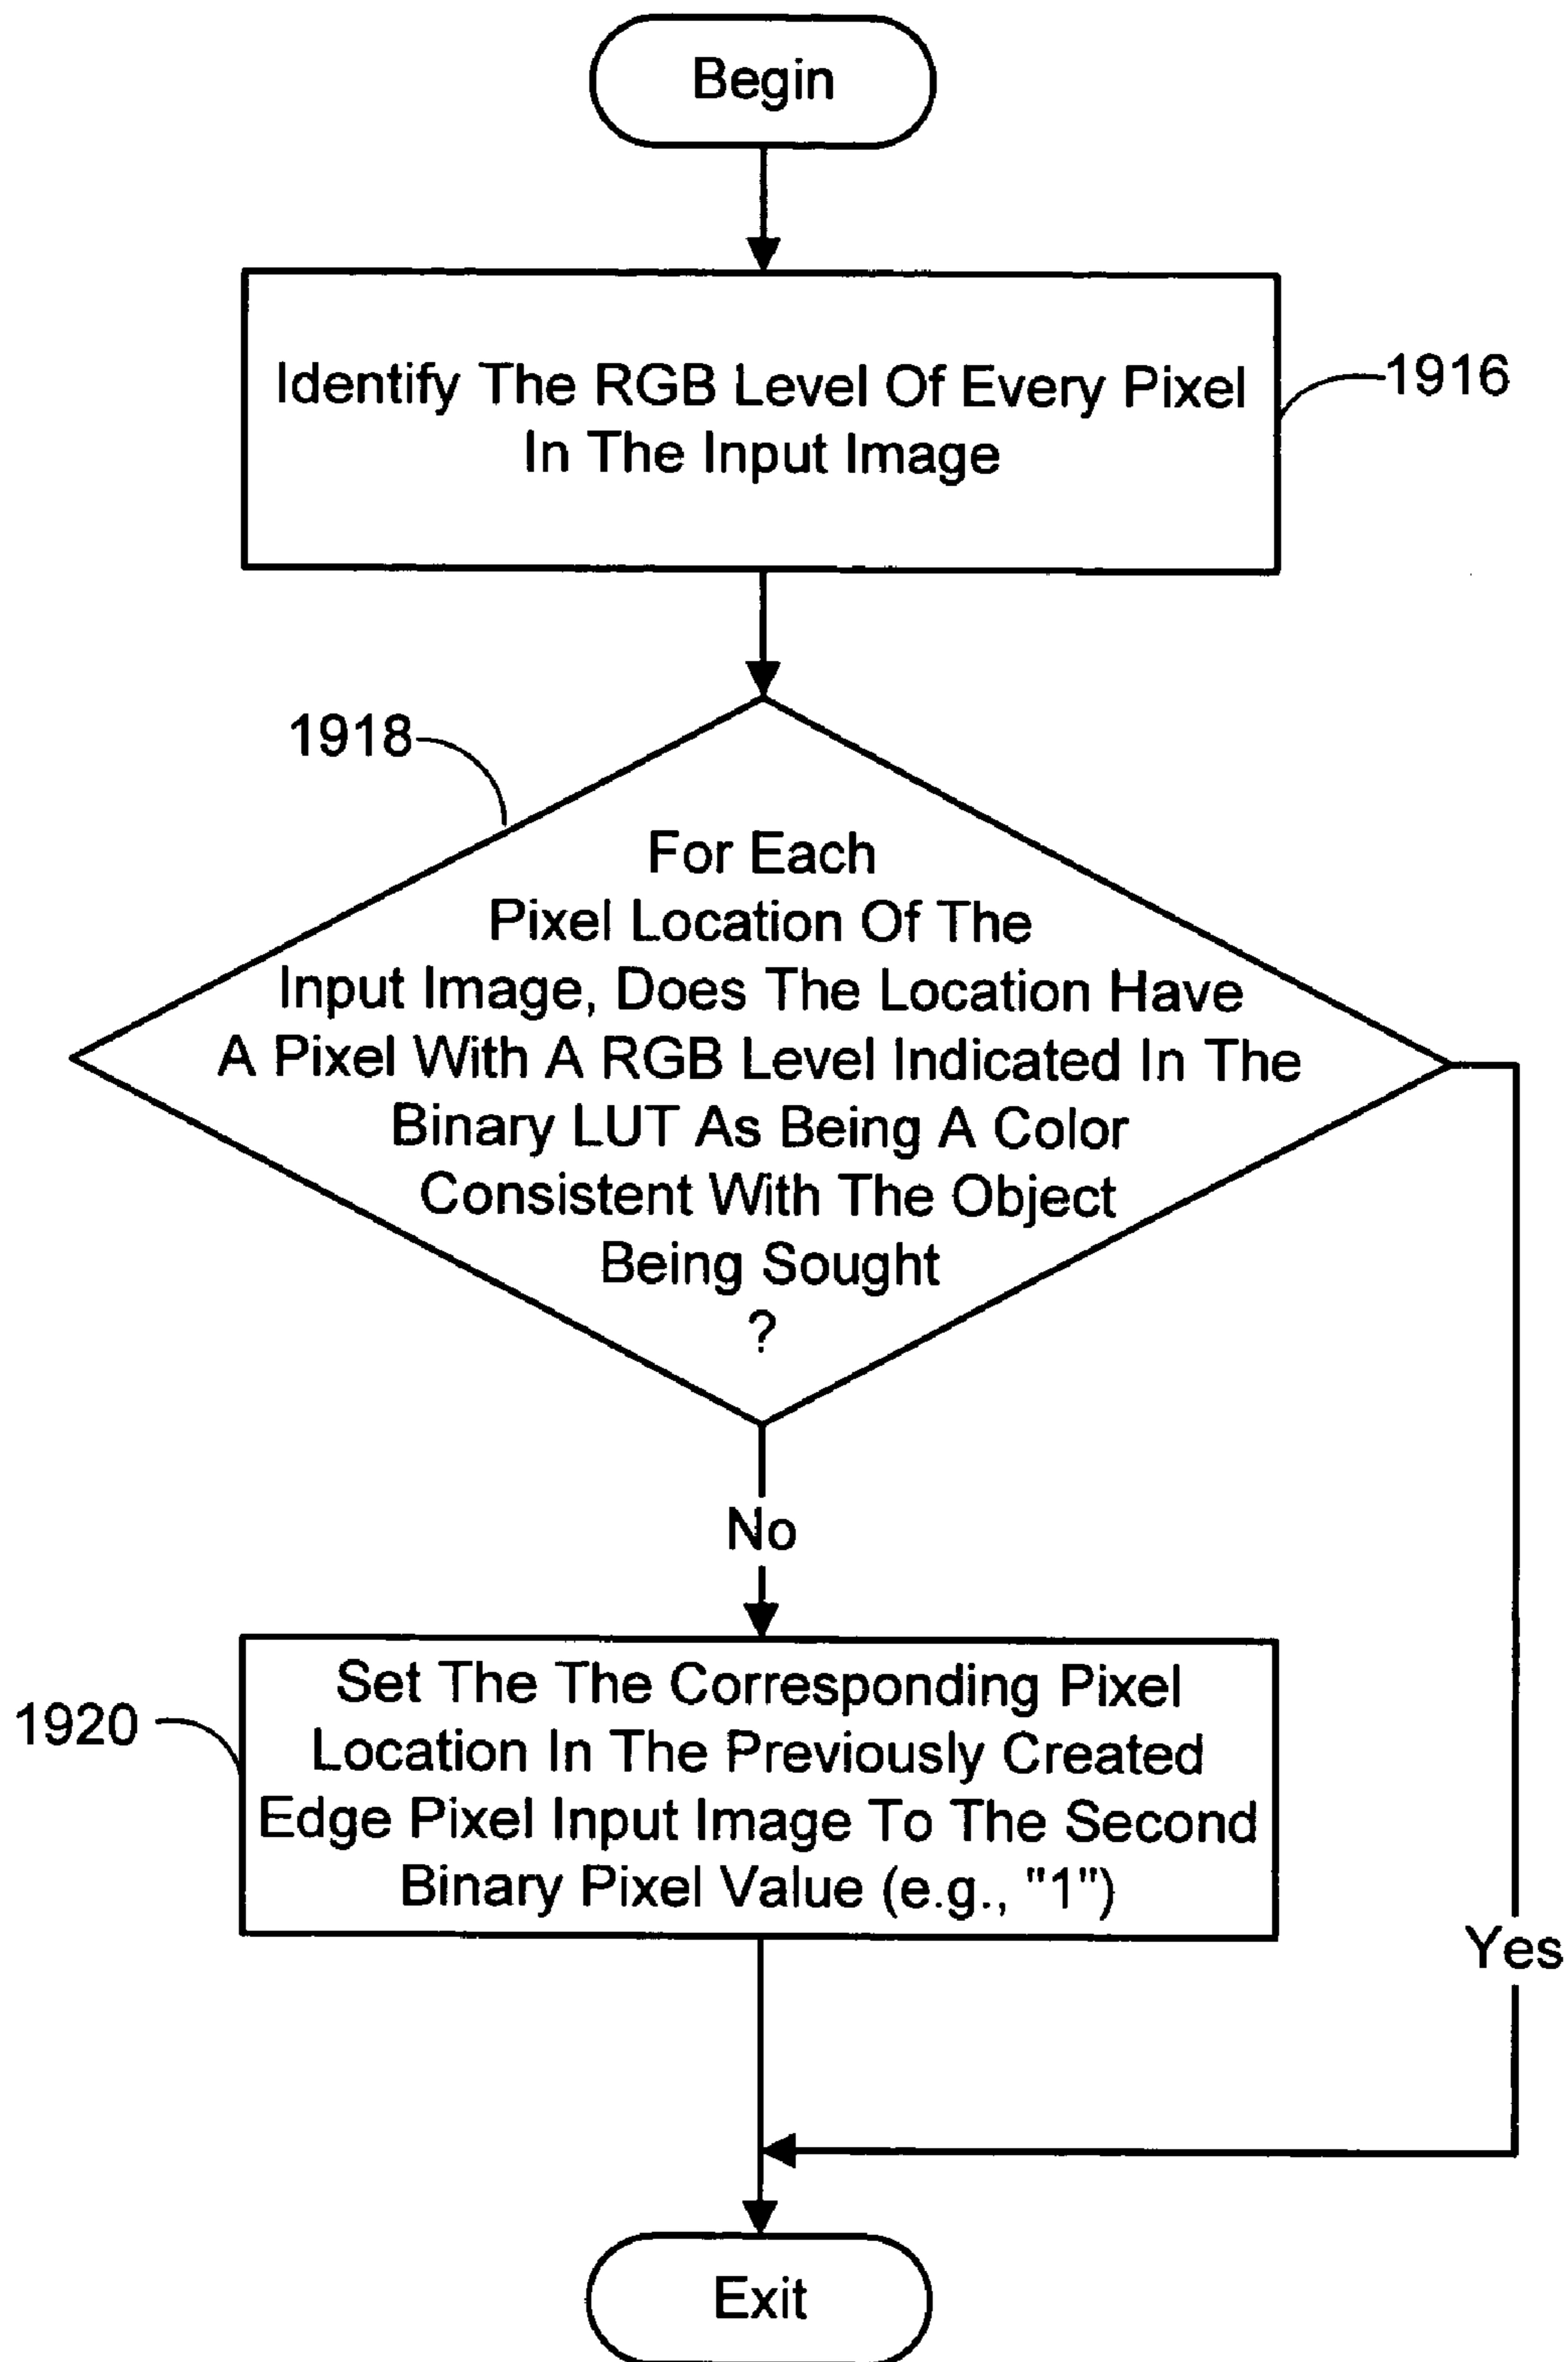 Begin
Identify The RGB Level Of Every Pixel
In The Input Image
1916
1918
For Each
Pixel Location Of The
Input Image, Does The Location Have
A Pixel With A RGB Level Indicated In The
Binary LUT As Being A Color
Consistent With The Object
Being Sought
?
No
1920
Set The The Corresponding Pixel
Location In The Previously Created
Edge Pixel Input Image To The Second
Binary Pixel Value (e.g., "1")
Yes
Exit